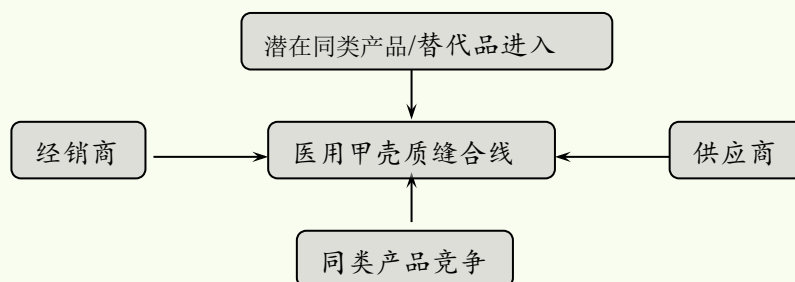 潜在同类产品/替代品进入
经销商
医用甲壳质缝合线
供应商
同类产品竞争